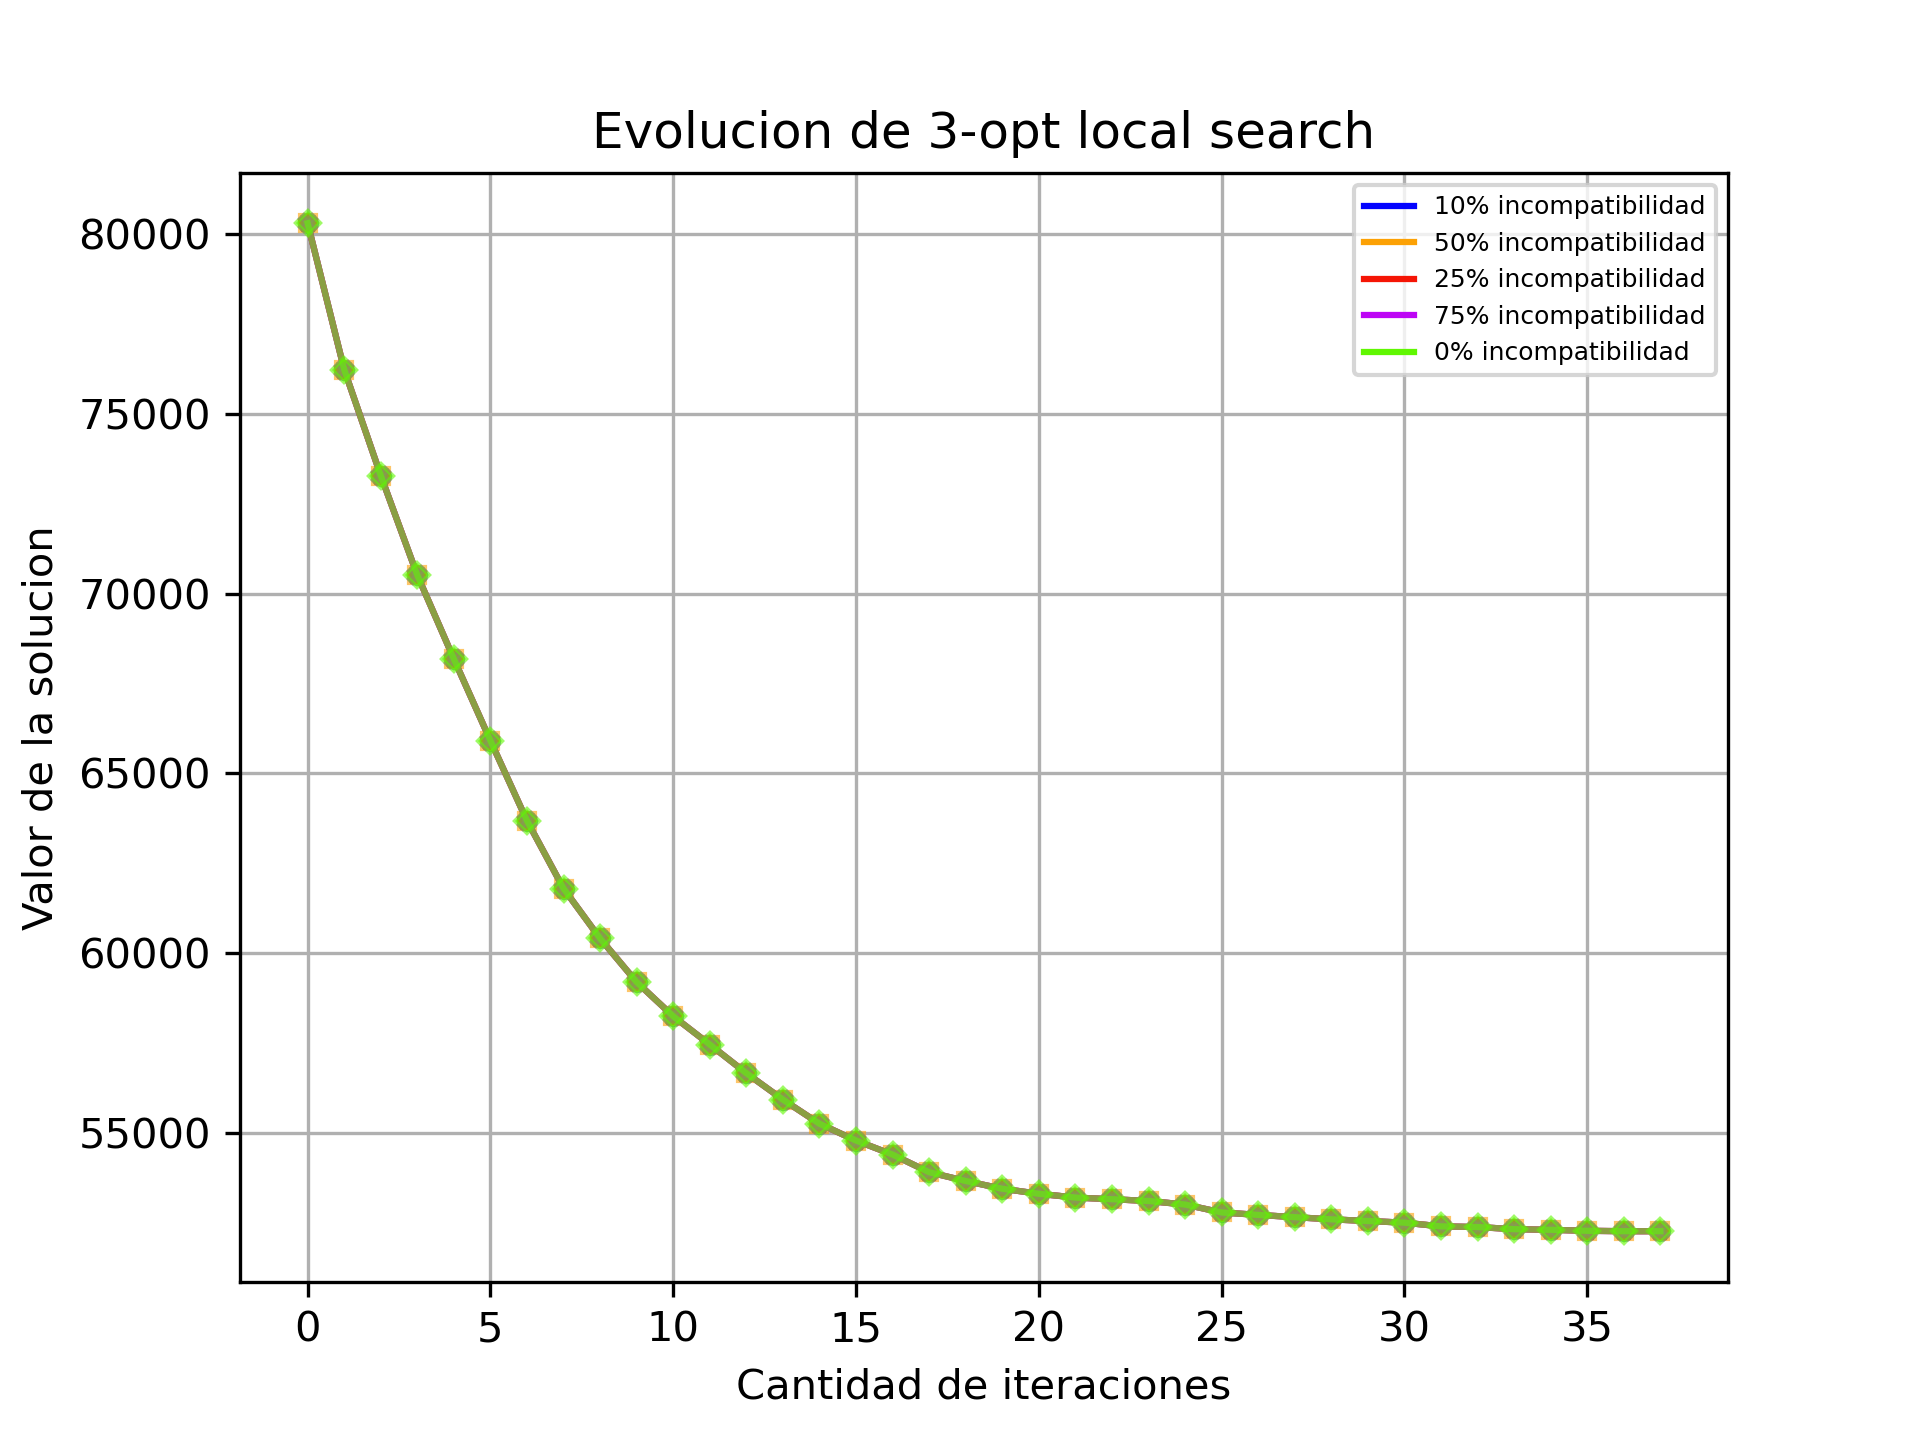 Evolucion de 3-opt local search
10% incompatibilidad
50% incompatibilidad
25% incompatibilidad
75% incompatibilidad
0% incompatibilidad
Valor de la solucion
80000
75000
70000
65000
60000
55000
0 5 10 15 20 25 30 35
Cantidad de iteraciones